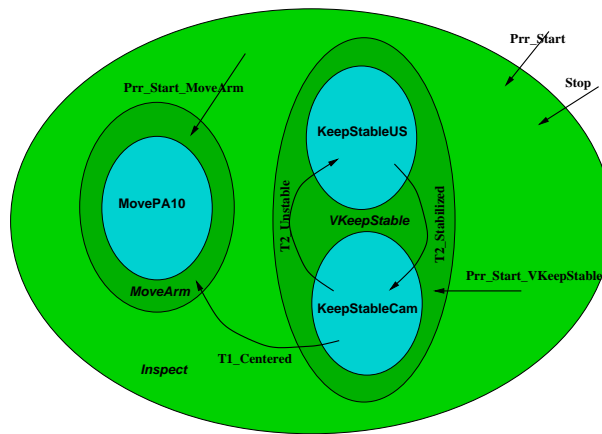 Prr_Start
Stop
Prr_Start_MoveArm
KeepStableUS
MovePA10
T2_Unstable
VKeepStable
T2_Stabilized
Prr_Start_VKeepStable
MoveArm
KeepStableCam
T1_Centered
Inspect